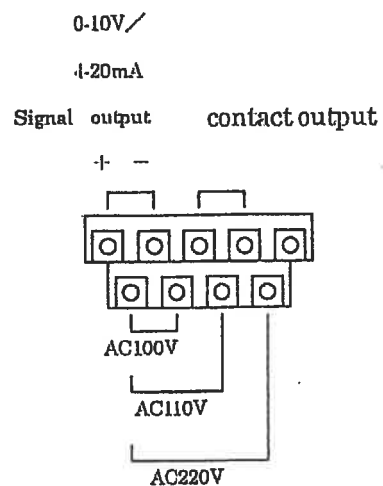 0-10V/
4-20mA
Signal output contact output
+ −
AC100V
AC110V
AC220V